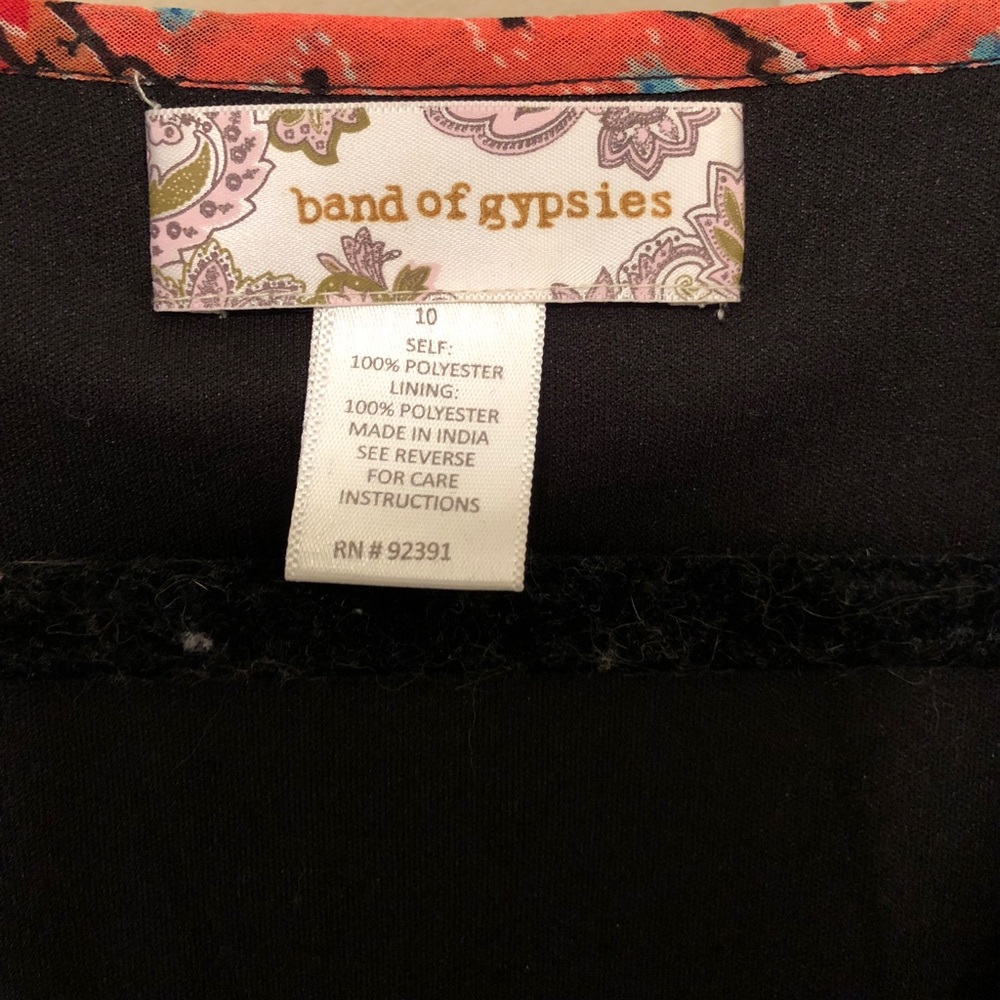 band of gypsies
10
SELF:
100% POLYESTER
LINING:
100% POLYESTER
MADE IN INDIA
SEE REVERSE
FOR CARE
INSTRUCTIONS
RN # 92391